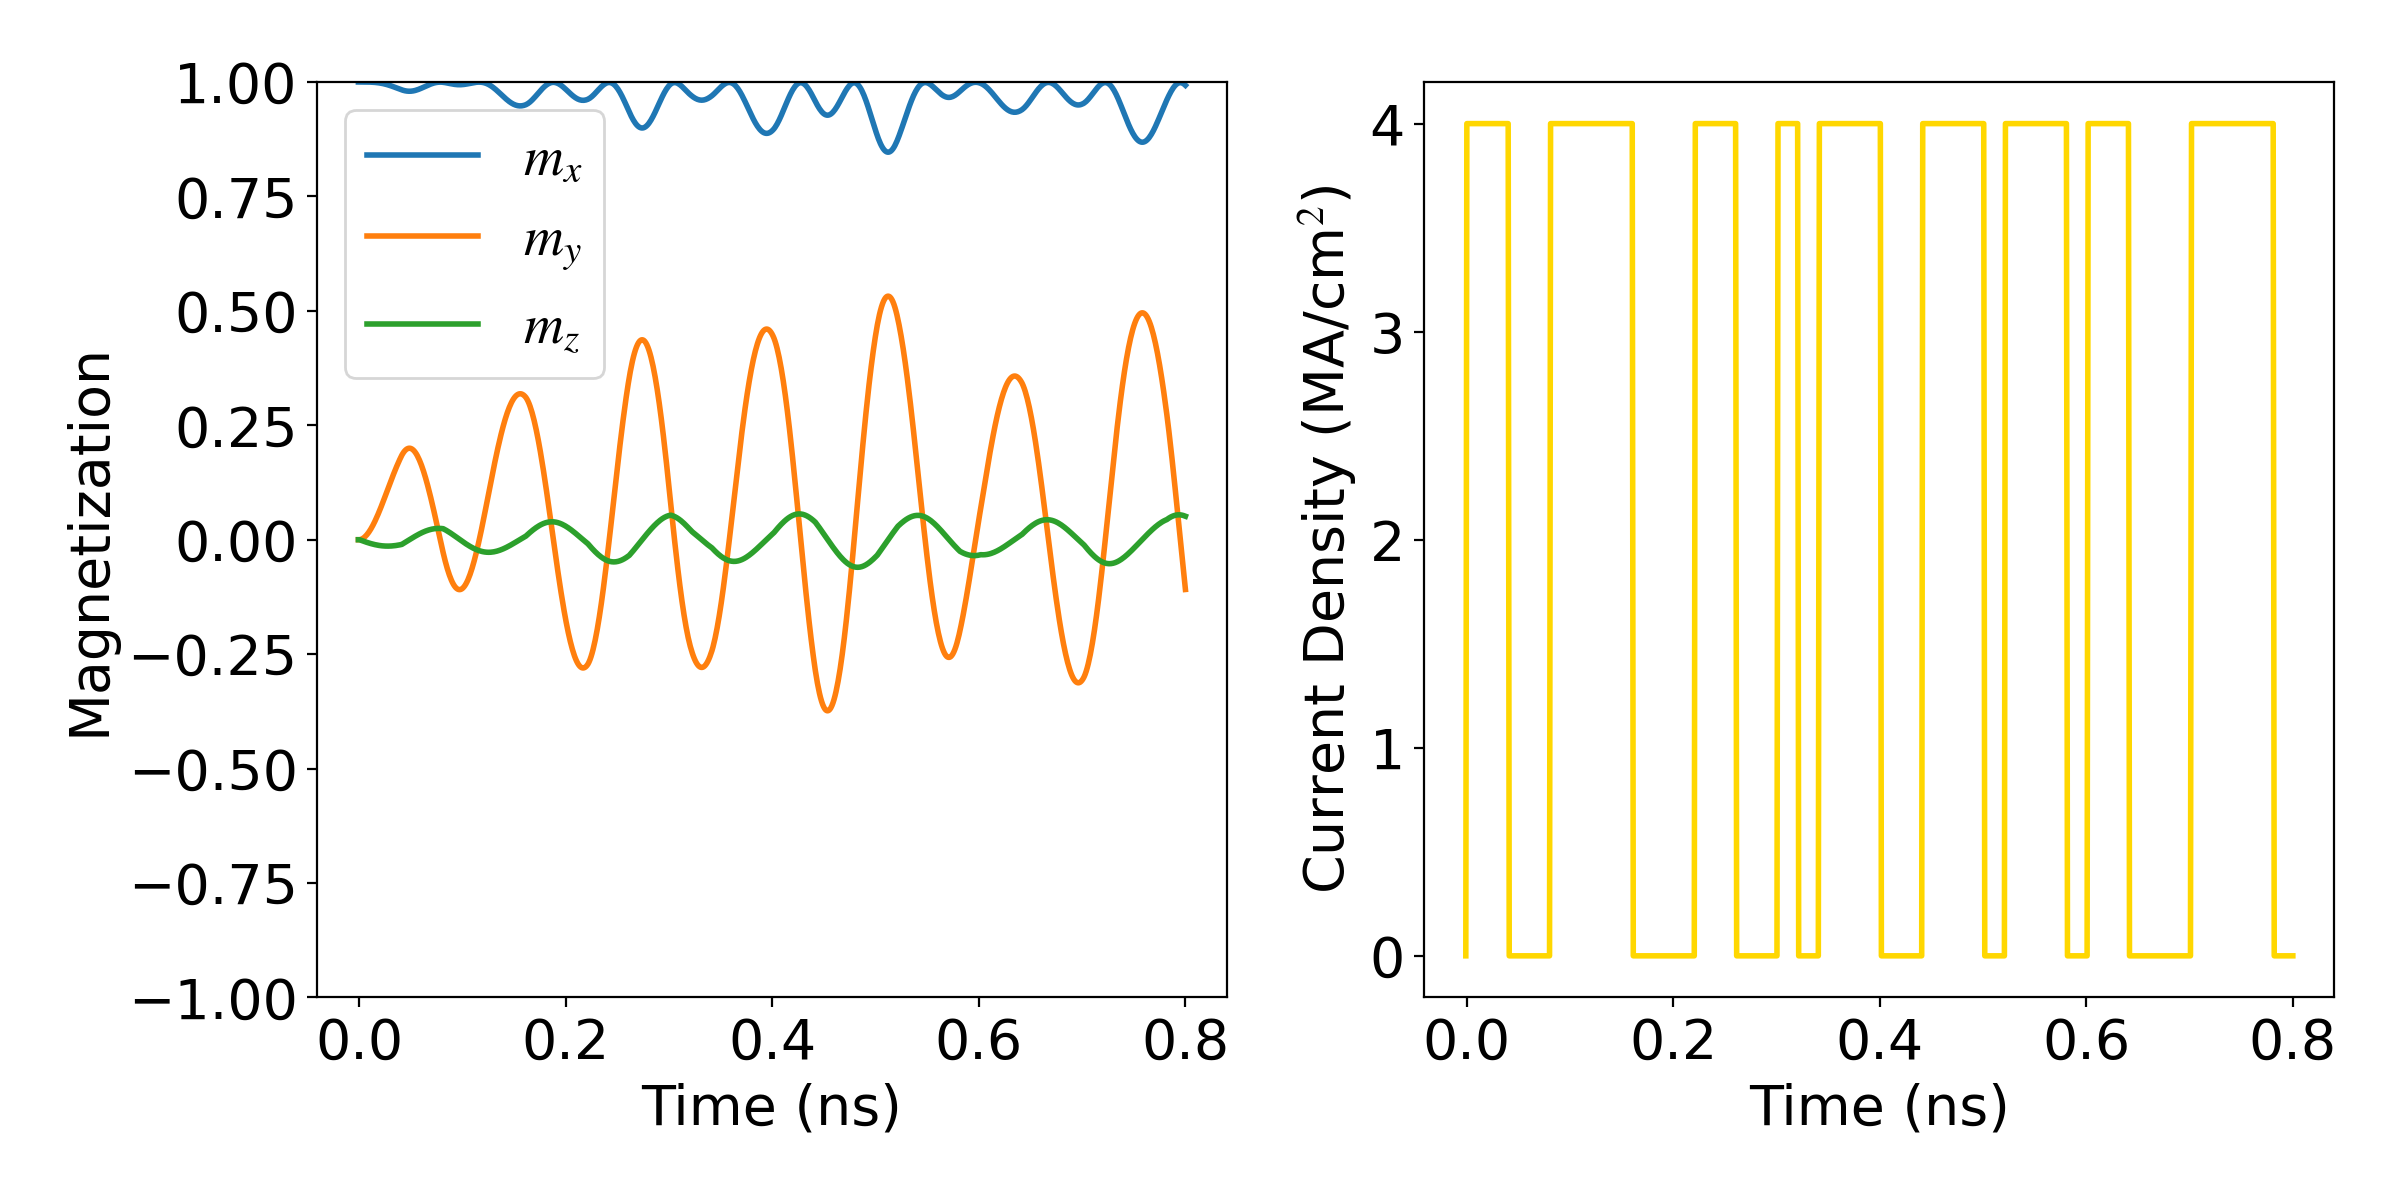 1.00
0.75
0.50
0.25
0.00
−0.25
−0.50
−0.75
−1.00
Magnetization
0.0 0.2 0.4 0.6 0.8
Time (ns)
m_x
m_y
m_z
4
3
2
1
0
Current Density (MA/cm²)
0.0 0.2 0.4 0.6 0.8
Time (ns)